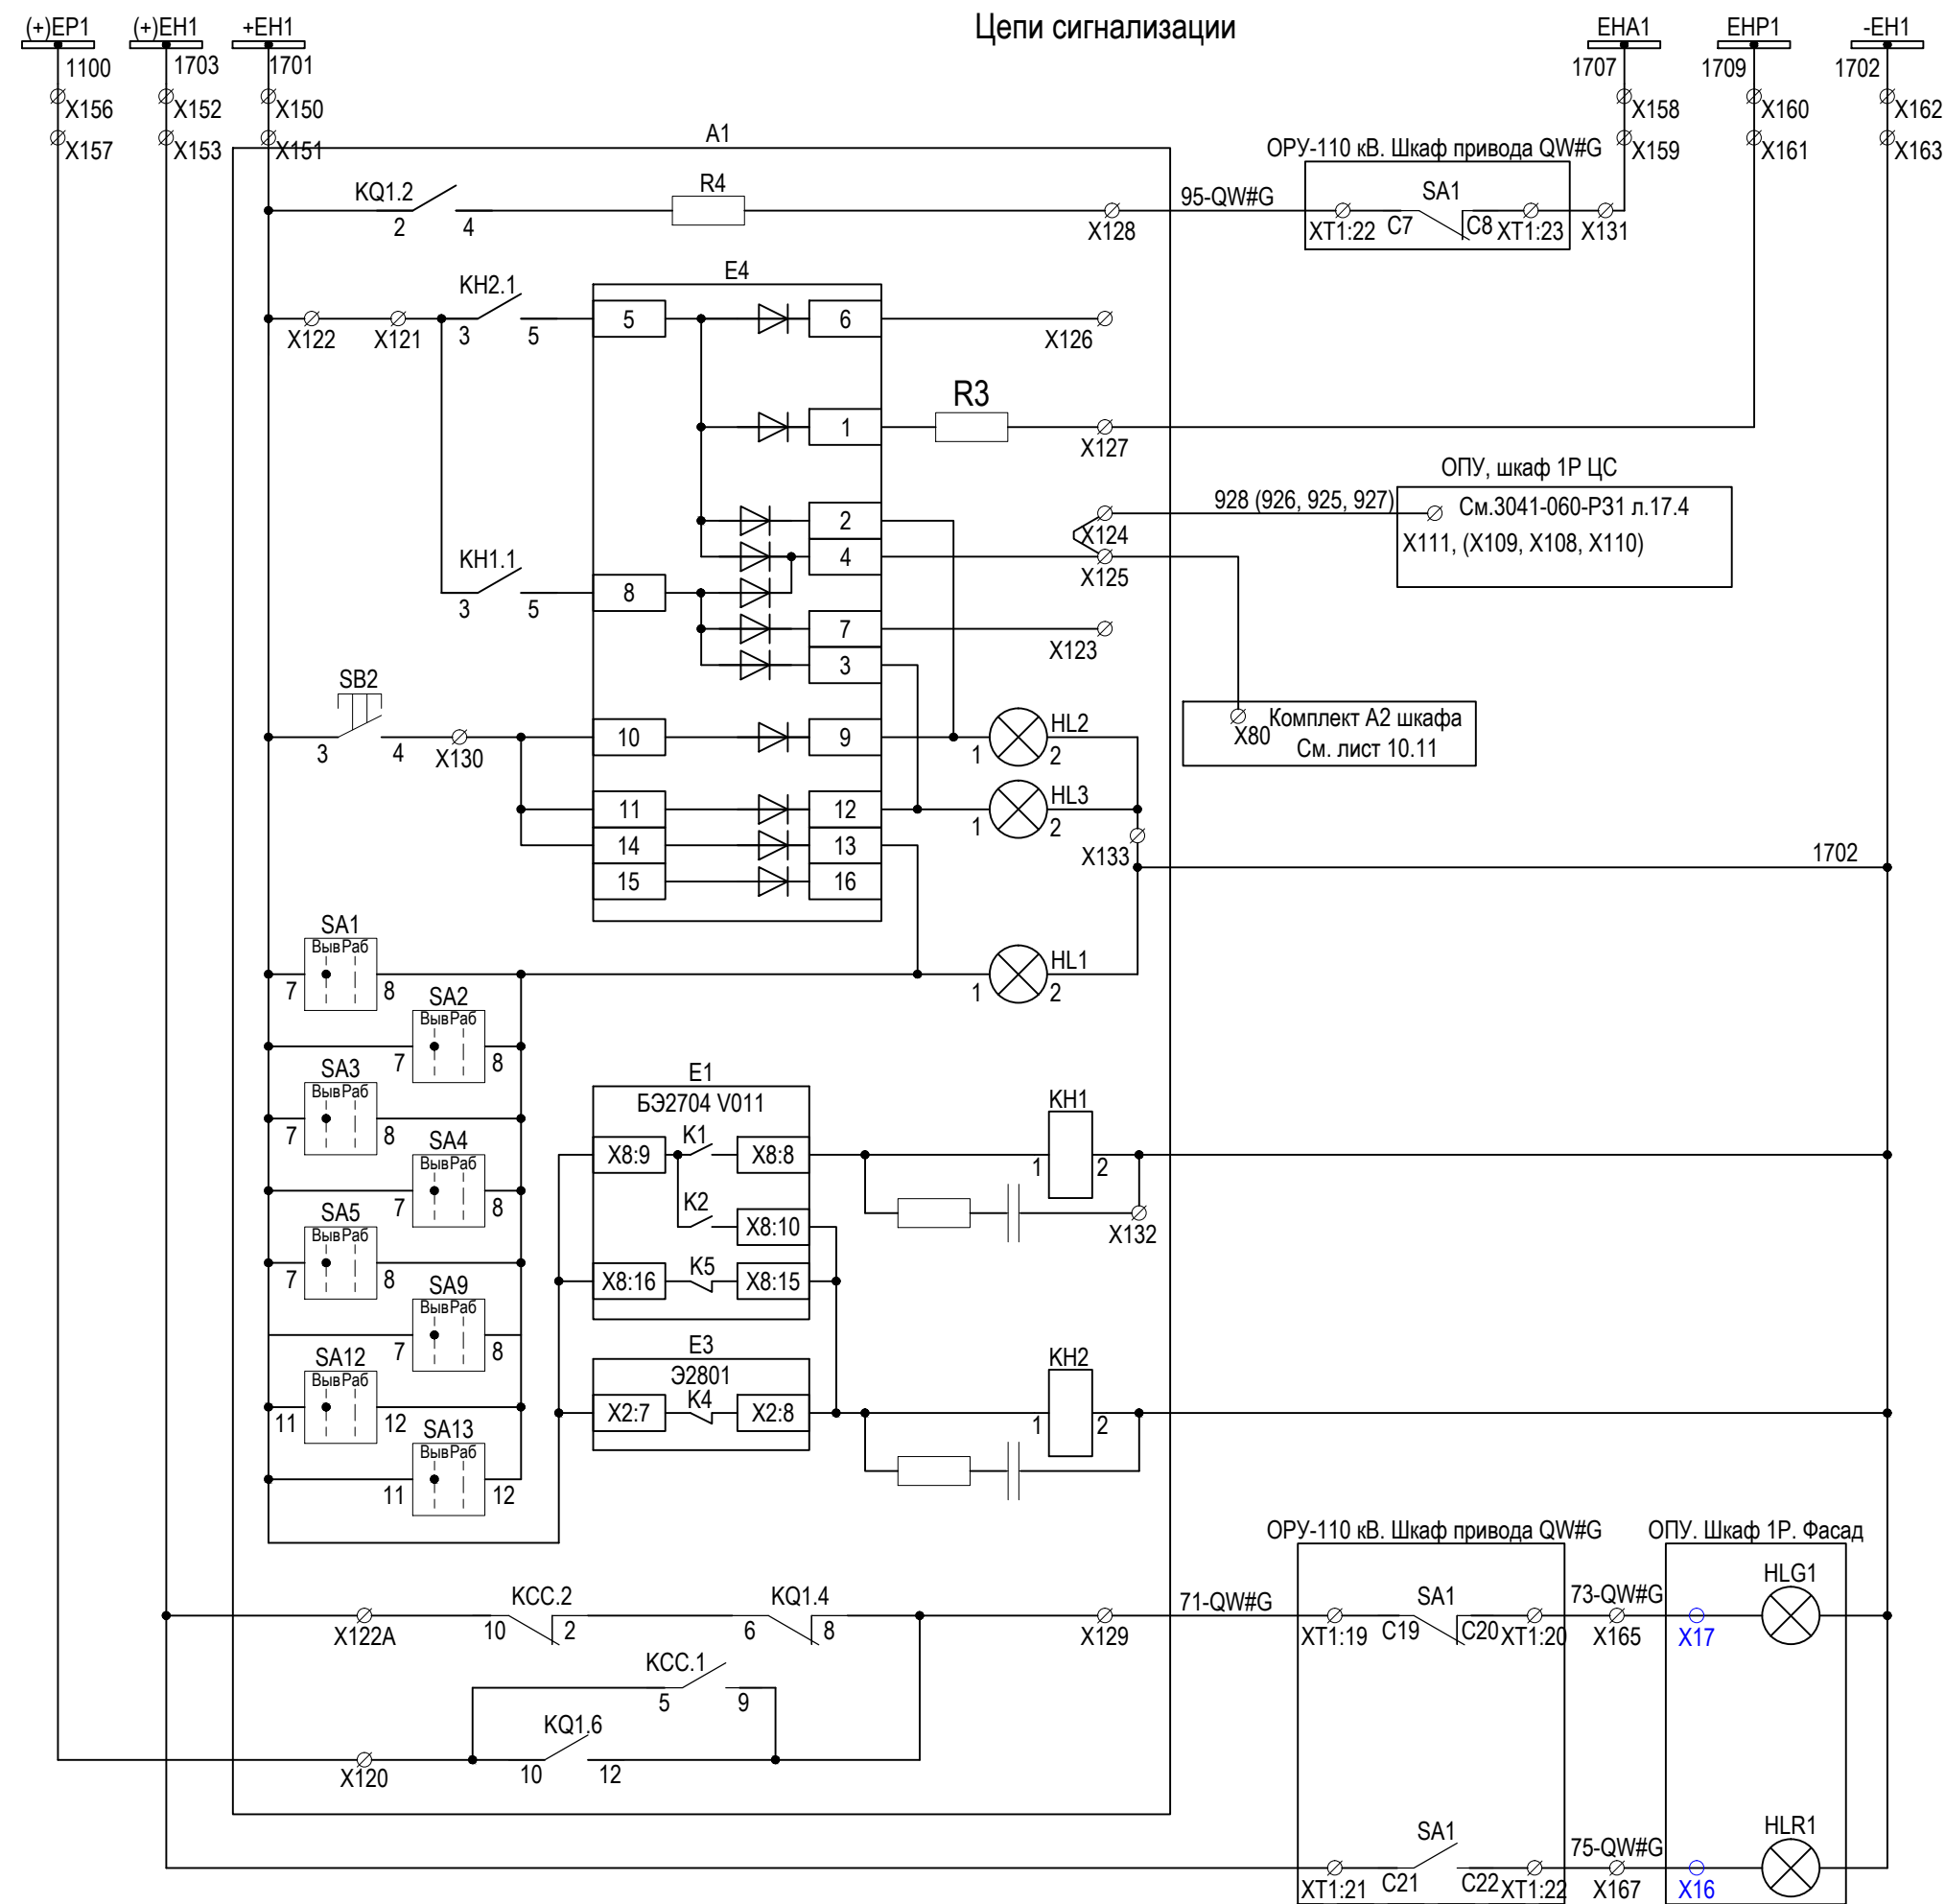 Цепи сигнализации
(+)EP1 (+)EH1 +EH1 EHA1 EHP1 -EH1
1100 1703 1701 1707 1709 1702
X156 X152 X150 X158 X160 X162
X157 X153 X151 X159 X161 X163
A1
ОРУ-110 кВ. Шкаф привода QW#G
KQ1.2 R4 95-QW#G SA1
2 4 X128 XT1:22 C7 C8 XT1:23 X131
E4
KH2.1
5 6
X122 X121 3 5 X126
R3
1
X127
ОПУ, шкаф 1Р ЦС
928 (926, 925, 927) См.3041-060-РЗ1 л.17.4
2
X124
X111, (X109, X108, X110)
4
KH1.1
X125
8
3 5
7
X123
3
SB2
10 9 HL2
X80 Комплект А2 шкафа
См. лист 10.11
3 4 X130 1 2
11 12 HL3
1 2
14 13
X133 1702
15 16
SA1
ВывРаб
HL1
7 8 1 2
SA2
ВывРаб
7 8
SA3
ВывРаб
7 8
E1
БЭ2704 V011
KH1
SA4
ВывРаб
7 8
X8:9 K1 X8:8
1 2
K2
X8:10
X132
SA5
ВывРаб
7 8
X8:16 K5 X8:15
SA9
ВывРаб
7 8
E3
Э2801
KH2
SA12
ВывРаб
11 12
X2:7 K4 X2:8
1 2
SA13
ВывРаб
11 12
ОРУ-110 кВ. Шкаф привода QW#G ОПУ. Шкаф 1Р. Фасад
KCC.2 KQ1.4 71-QW#G SA1 73-QW#G HLG1
X122A 10 2 6 8 X129 XT1:19 C19 C20 XT1:20 X165 X17
KCC.1
5 9
KQ1.6
X120 10 12
SA1 75-QW#G HLR1
XT1:21 C21 C22 XT1:22 X167 X16